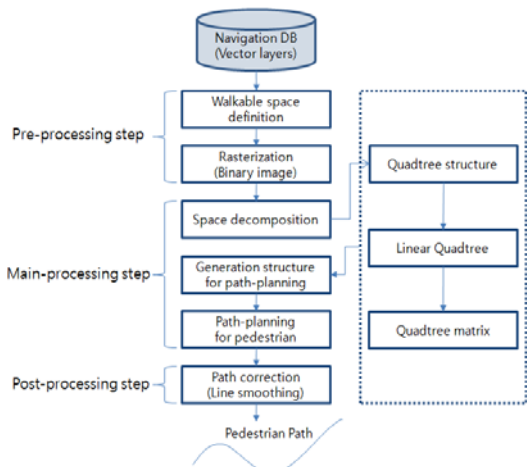 Navigation DB
(Vector layers)
Pre-processing step
Walkable space
definition
Rasterization
(Binary image)
Main-processing step
Space decomposition
Generation structure
for path-planning
Path-planning
for pedestrian
Post-processing step
Path correction
(Line smoothing)
Pedestrian Path
Quadtree structure
Linear Quadtree
Quadtree matrix